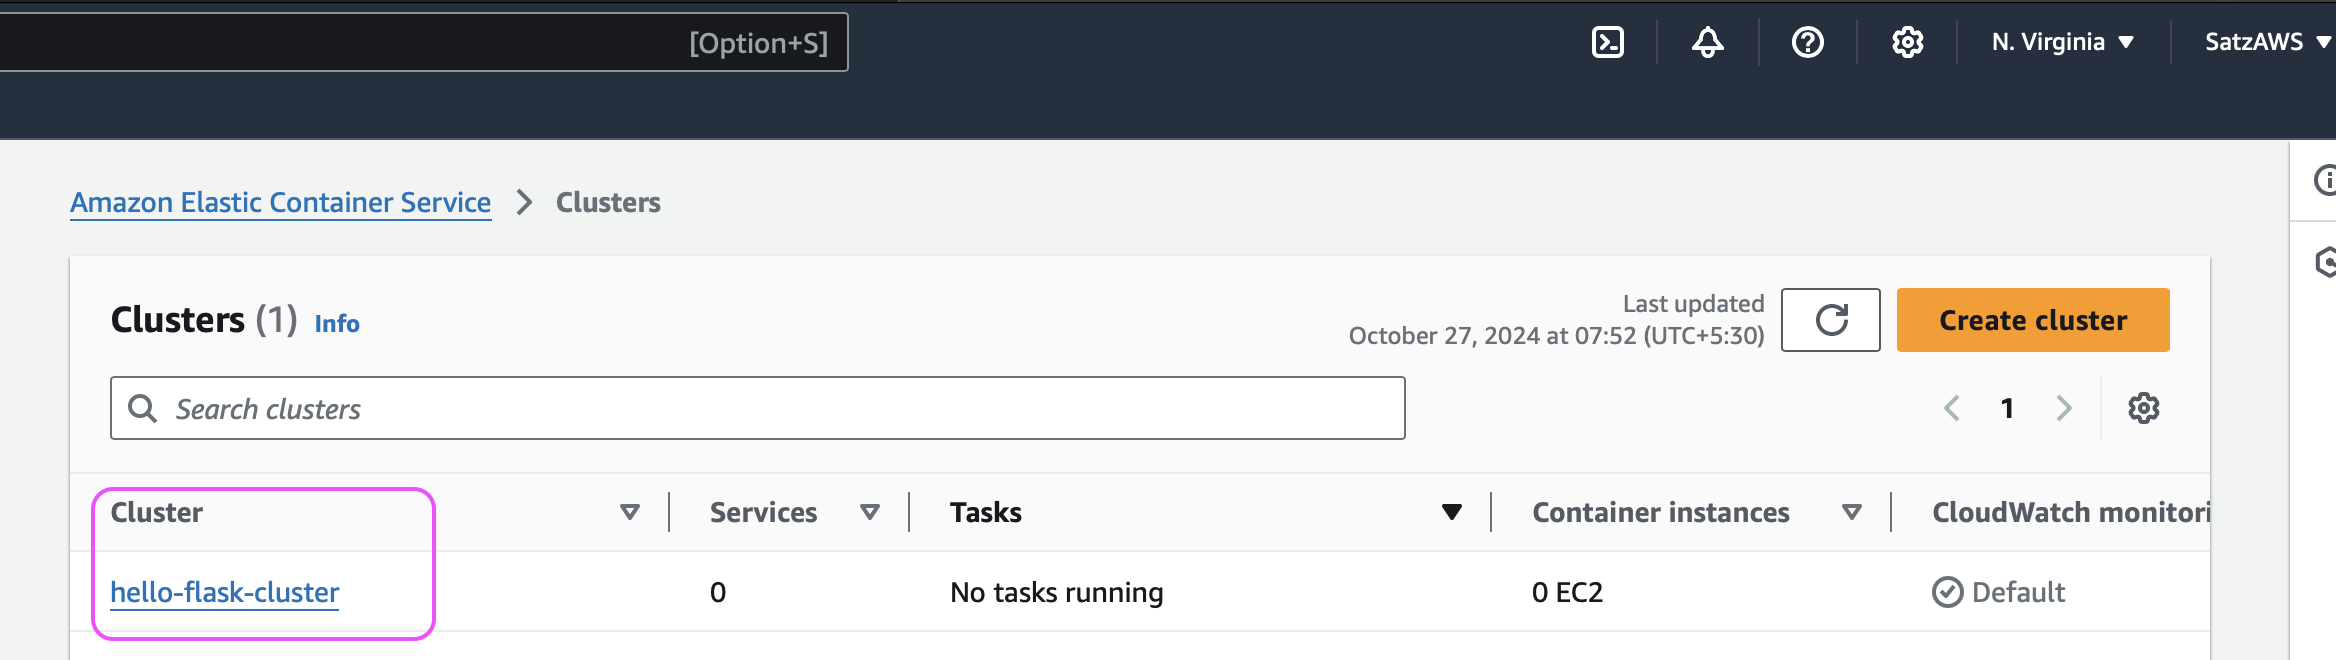 [Option+S]
N. Virginia
SatzAWS
Amazon Elastic Container Service
Clusters
Clusters (1) Info
Last updated
October 27, 2024 at 07:52 (UTC+5:30)
Create cluster
Search clusters
1
Cluster Services Tasks Container instances CloudWatch monitori
hello-flask-cluster 0 No tasks running 0 EC2 Default